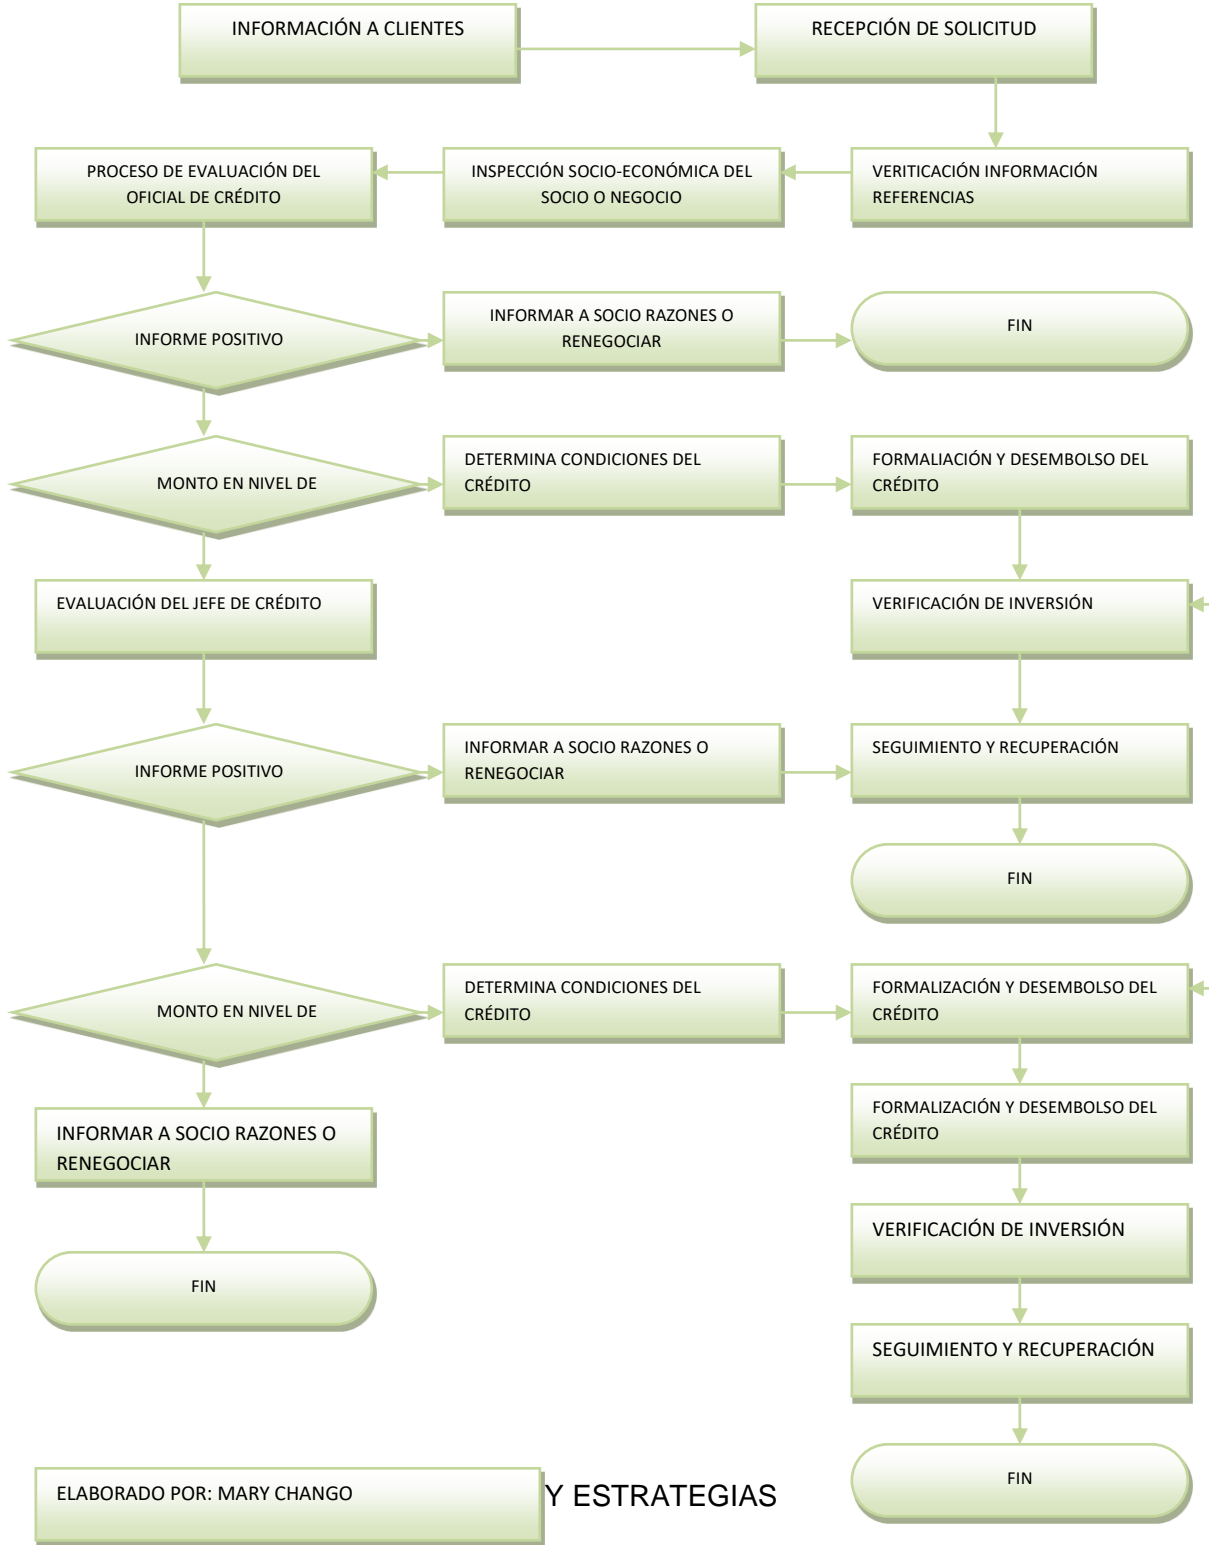 INFORMACIÓN A CLIENTES
RECEPCIÓN DE SOLICITUD
PROCESO DE EVALUACIÓN DEL
OFICIAL DE CRÉDITO
INSPECCIÓN SOCIO-ECONÓMICA DEL
SOCIO O NEGOCIO
VERITICACIÓN INFORMACIÓN
REFERENCIAS
INFORME POSITIVO
INFORMAR A SOCIO RAZONES O
RENEGOCIAR
FIN
MONTO EN NIVEL DE
DETERMINA CONDICIONES DEL
CRÉDITO
FORMALIACIÓN Y DESEMBOLSO DEL
CRÉDITO
EVALUACIÓN DEL JEFE DE CRÉDITO
VERIFICACIÓN DE INVERSIÓN
INFORME POSITIVO
INFORMAR A SOCIO RAZONES O
RENEGOCIAR
SEGUIMIENTO Y RECUPERACIÓN
FIN
MONTO EN NIVEL DE
DETERMINA CONDICIONES DEL
CRÉDITO
FORMALIZACIÓN Y DESEMBOLSO DEL
CRÉDITO
FORMALIZACIÓN Y DESEMBOLSO DEL
CRÉDITO
INFORMAR A SOCIO RAZONES O
RENEGOCIAR
VERIFICACIÓN DE INVERSIÓN
FIN
SEGUIMIENTO Y RECUPERACIÓN
FIN
ELABORADO POR: MARY CHANGO
Y ESTRATEGIAS